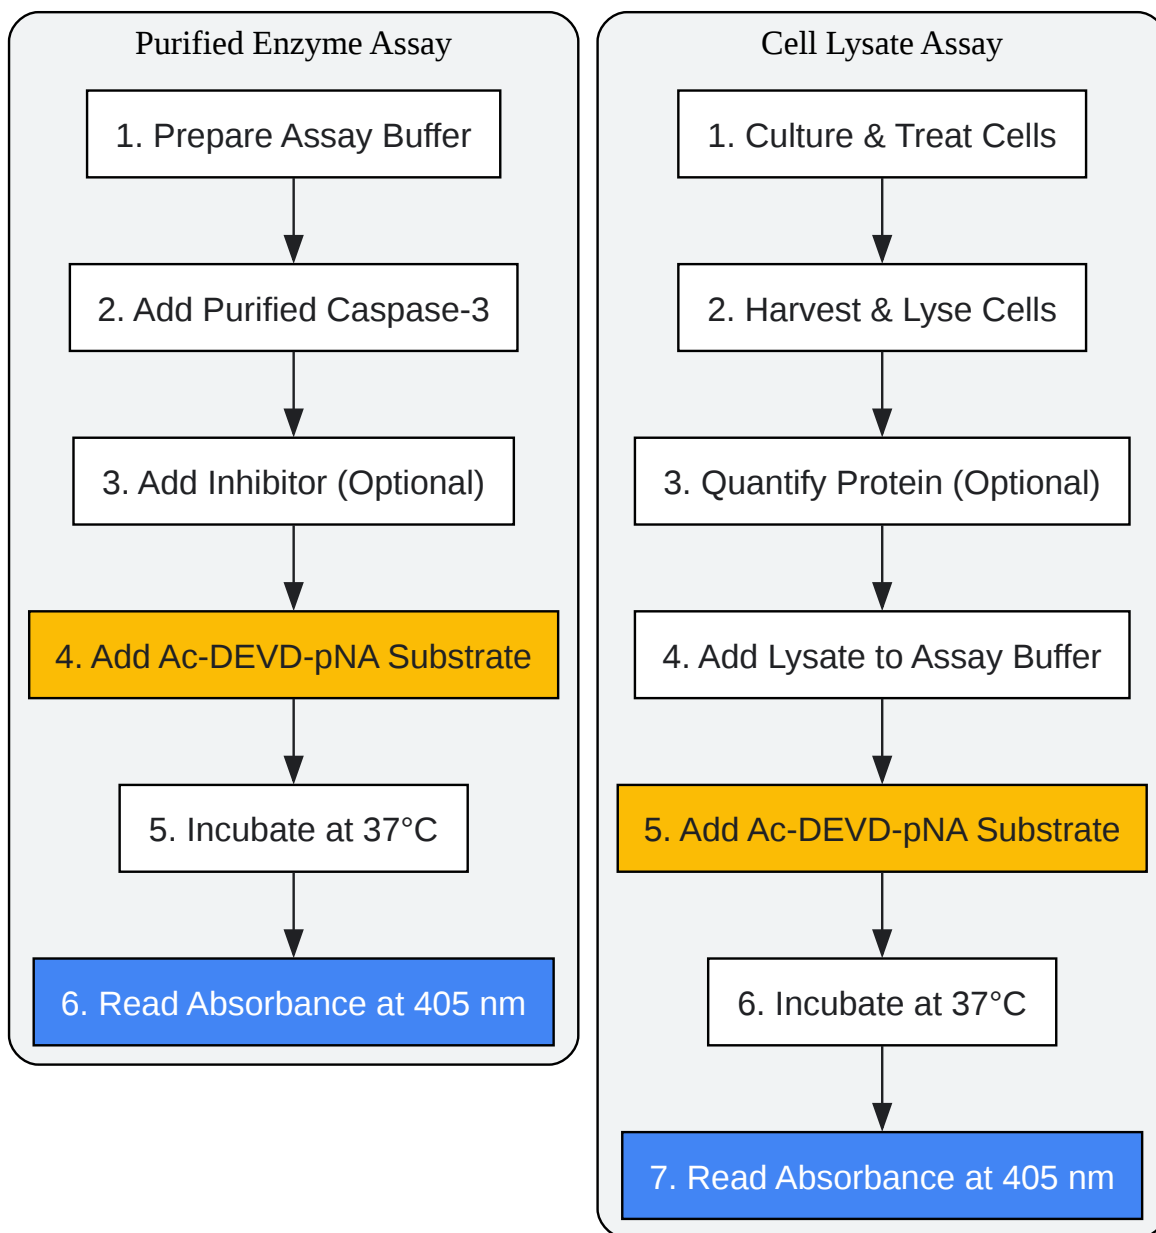 Purified Enzyme Assay
1. Prepare Assay Buffer
2. Add Purified Caspase-3
3. Add Inhibitor (Optional)
4. Add Ac-DEVD-pNA Substrate
5. Incubate at 37°C
6. Read Absorbance at 405 nm
Cell Lysate Assay
1. Culture & Treat Cells
2. Harvest & Lyse Cells
3. Quantify Protein (Optional)
4. Add Lysate to Assay Buffer
5. Add Ac-DEVD-pNA Substrate
6. Incubate at 37°C
7. Read Absorbance at 405 nm